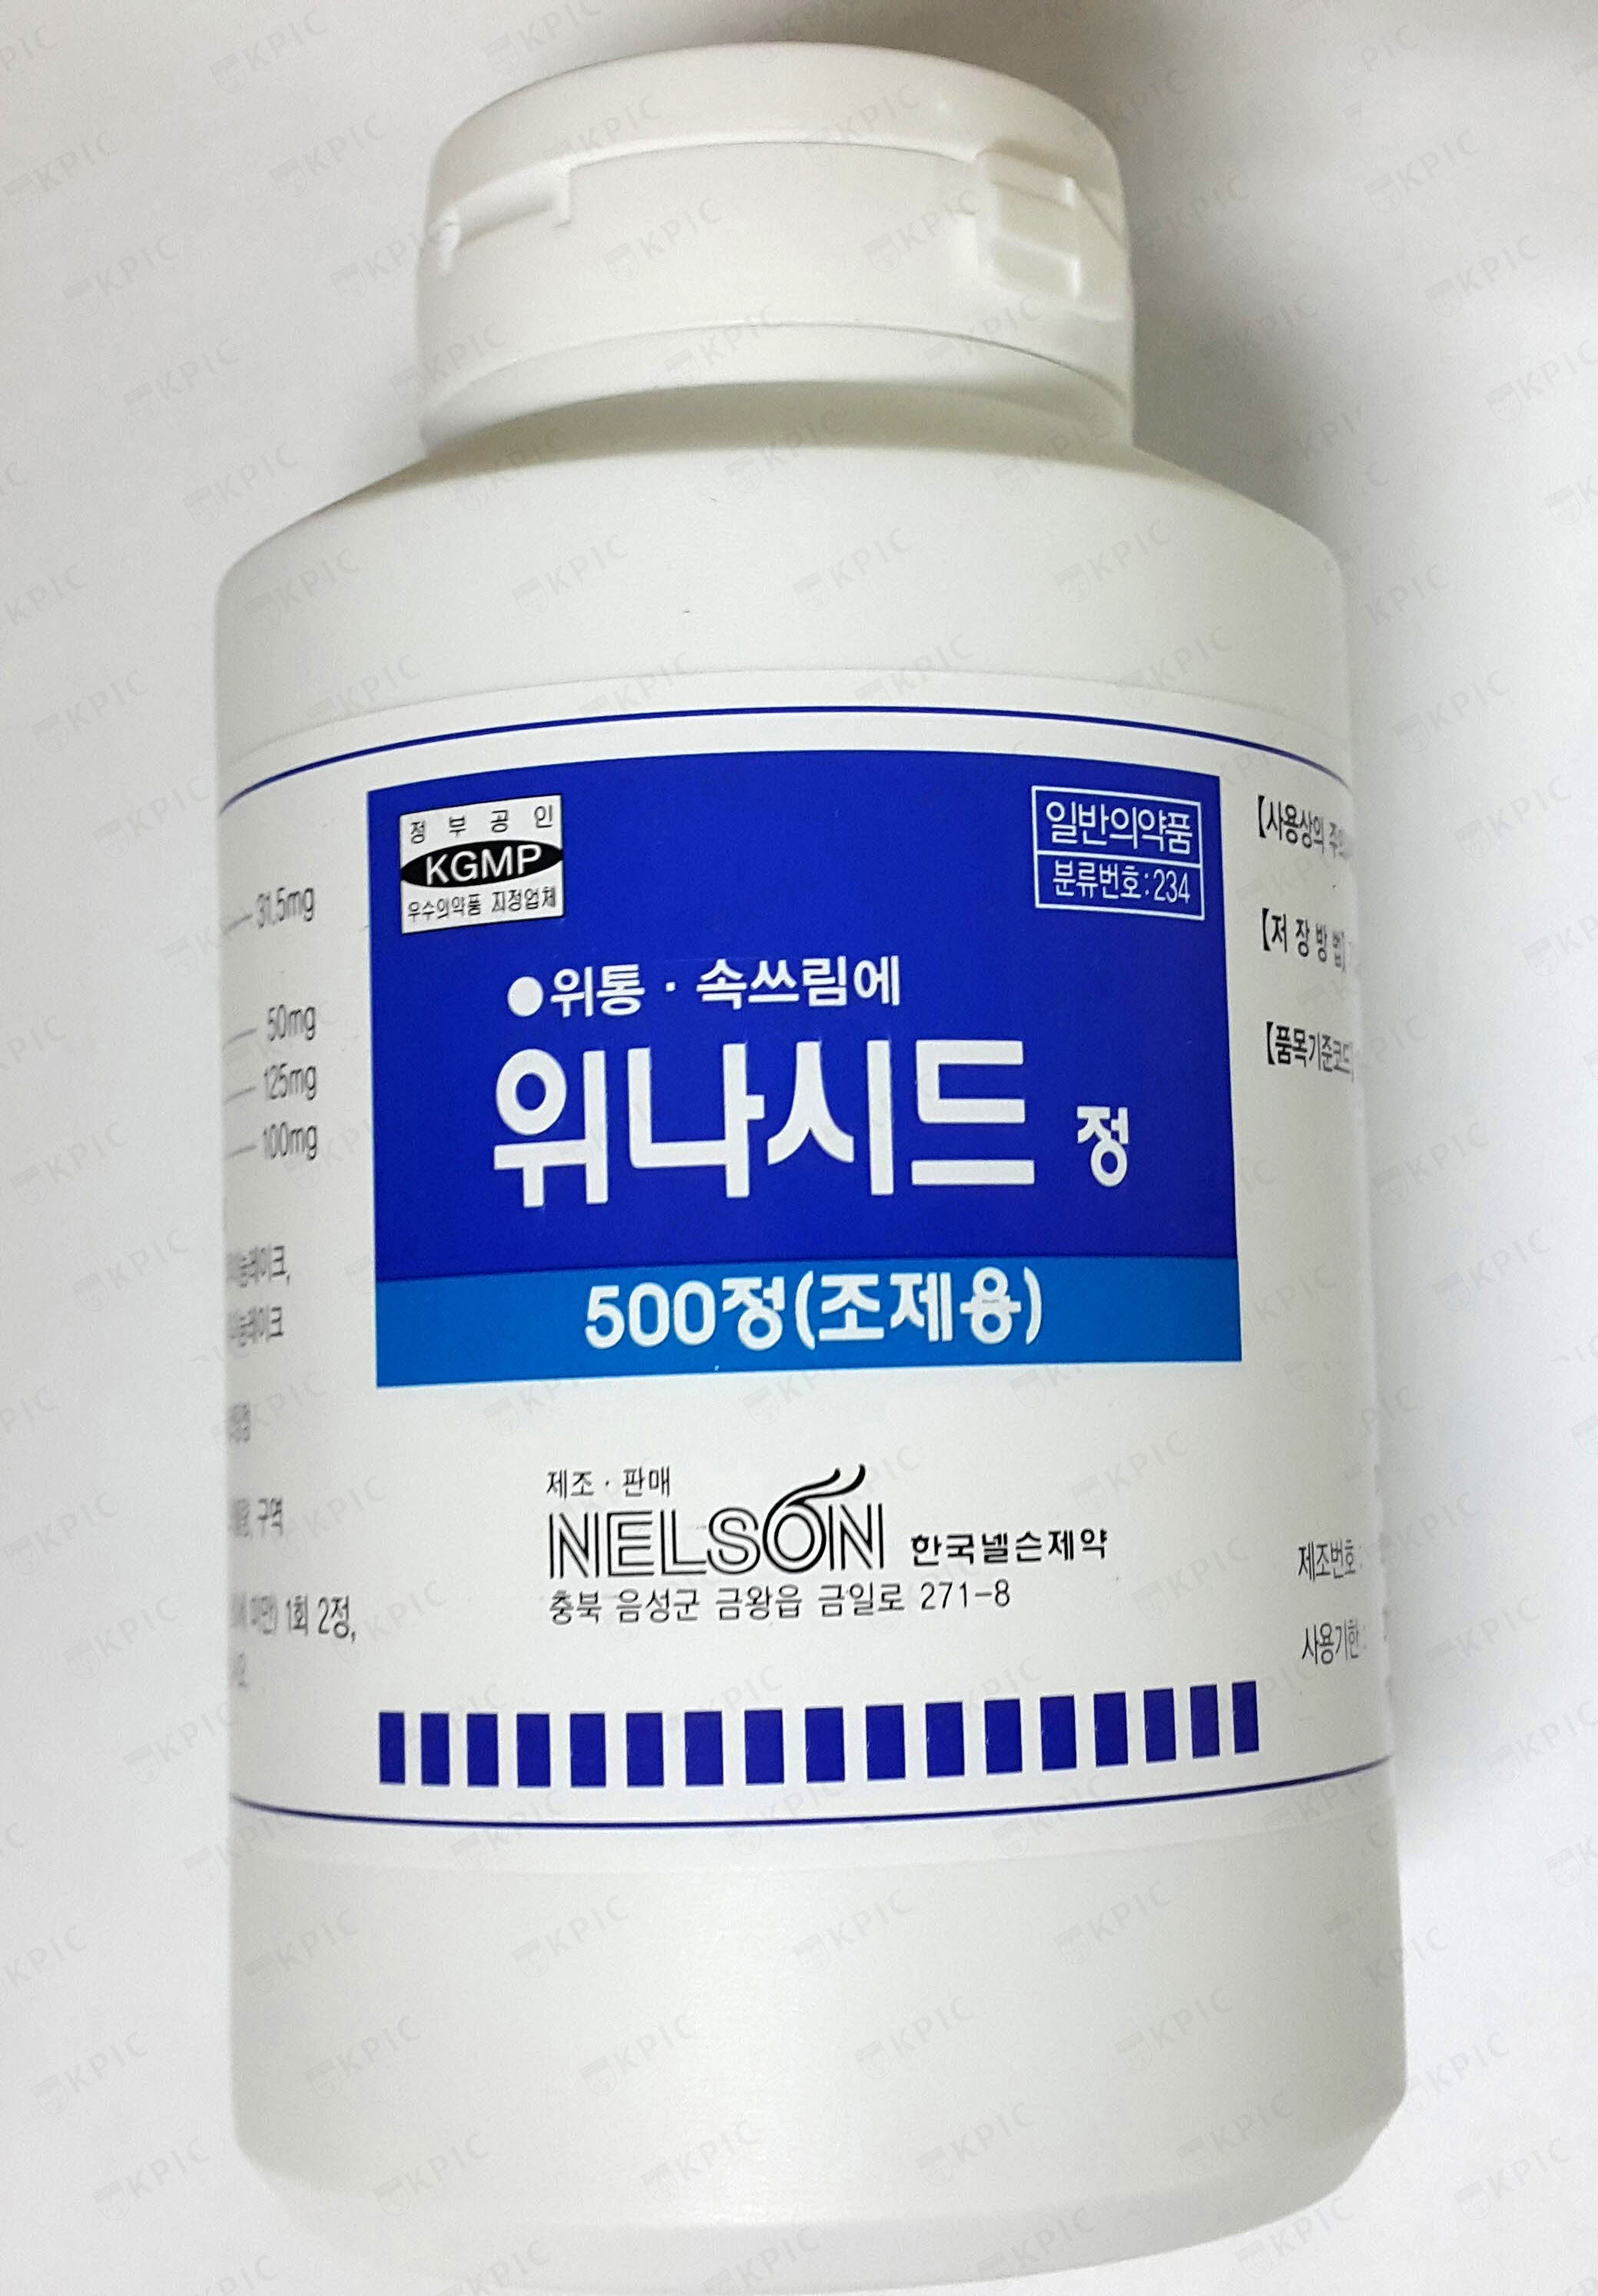 정 부 공 인
KGMP
우수의약품 지정업체
일반의약품
분류번호:234
●위통 · 속쓰림에
위나시드 정
500정(조제용)
제조 · 판매
NELSON 한국넬슨제약
충북 음성군 금왕읍 금일로 271-8
31.5mg
50mg
125mg
100mg
구역
1회 2정,
【사용상의
【저 장 방 법】
【품목기준코드】
제조번호 :
사용기한 :
KPIC